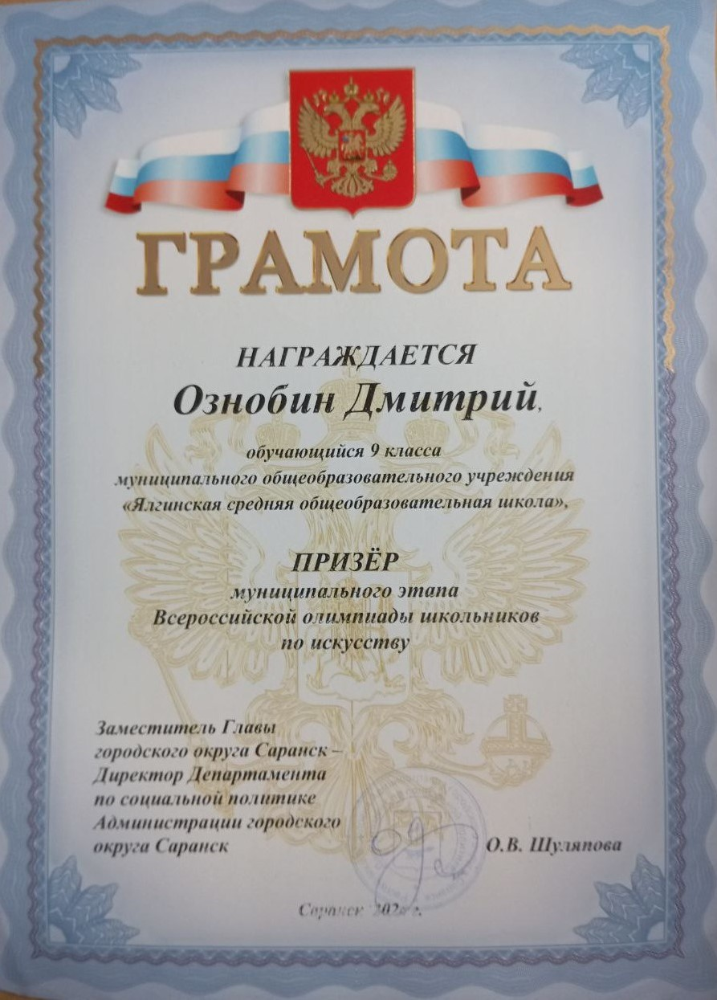 ГРАМОТА
НАГРАЖДАЕТСЯ
Ознобин Дмитрий,
обучающийся 9 класса
муниципального общеобразовательного учреждения
«Ялгинская средняя общеобразовательная школа»,
ПРИЗЁР
муниципального этапа
Всероссийской олимпиады школьников
по искусству
Заместитель Главы
городского округа Саранск –
Директор Департамента
по социальной политике
Администрации городского
округа Саранск
О.В. Шуляпова
Саранск г.